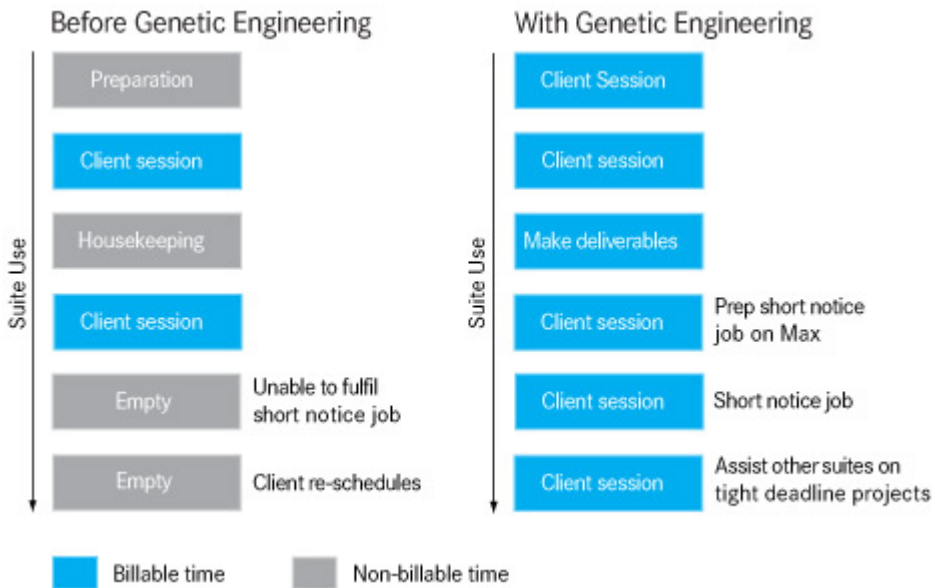 Before Genetic Engineering
Suite Use
Preparation
Client session
Housekeeping
Client session
Empty
Unable to fulfil
short notice job
Empty
Client re-schedules
With Genetic Engineering
Suite Use
Client Session
Client session
Make deliverables
Client session
Prep short notice
job on Max
Client session
Short notice job
Client session
Assist other suites on
tight deadline projects
Billable time
Non-billable time